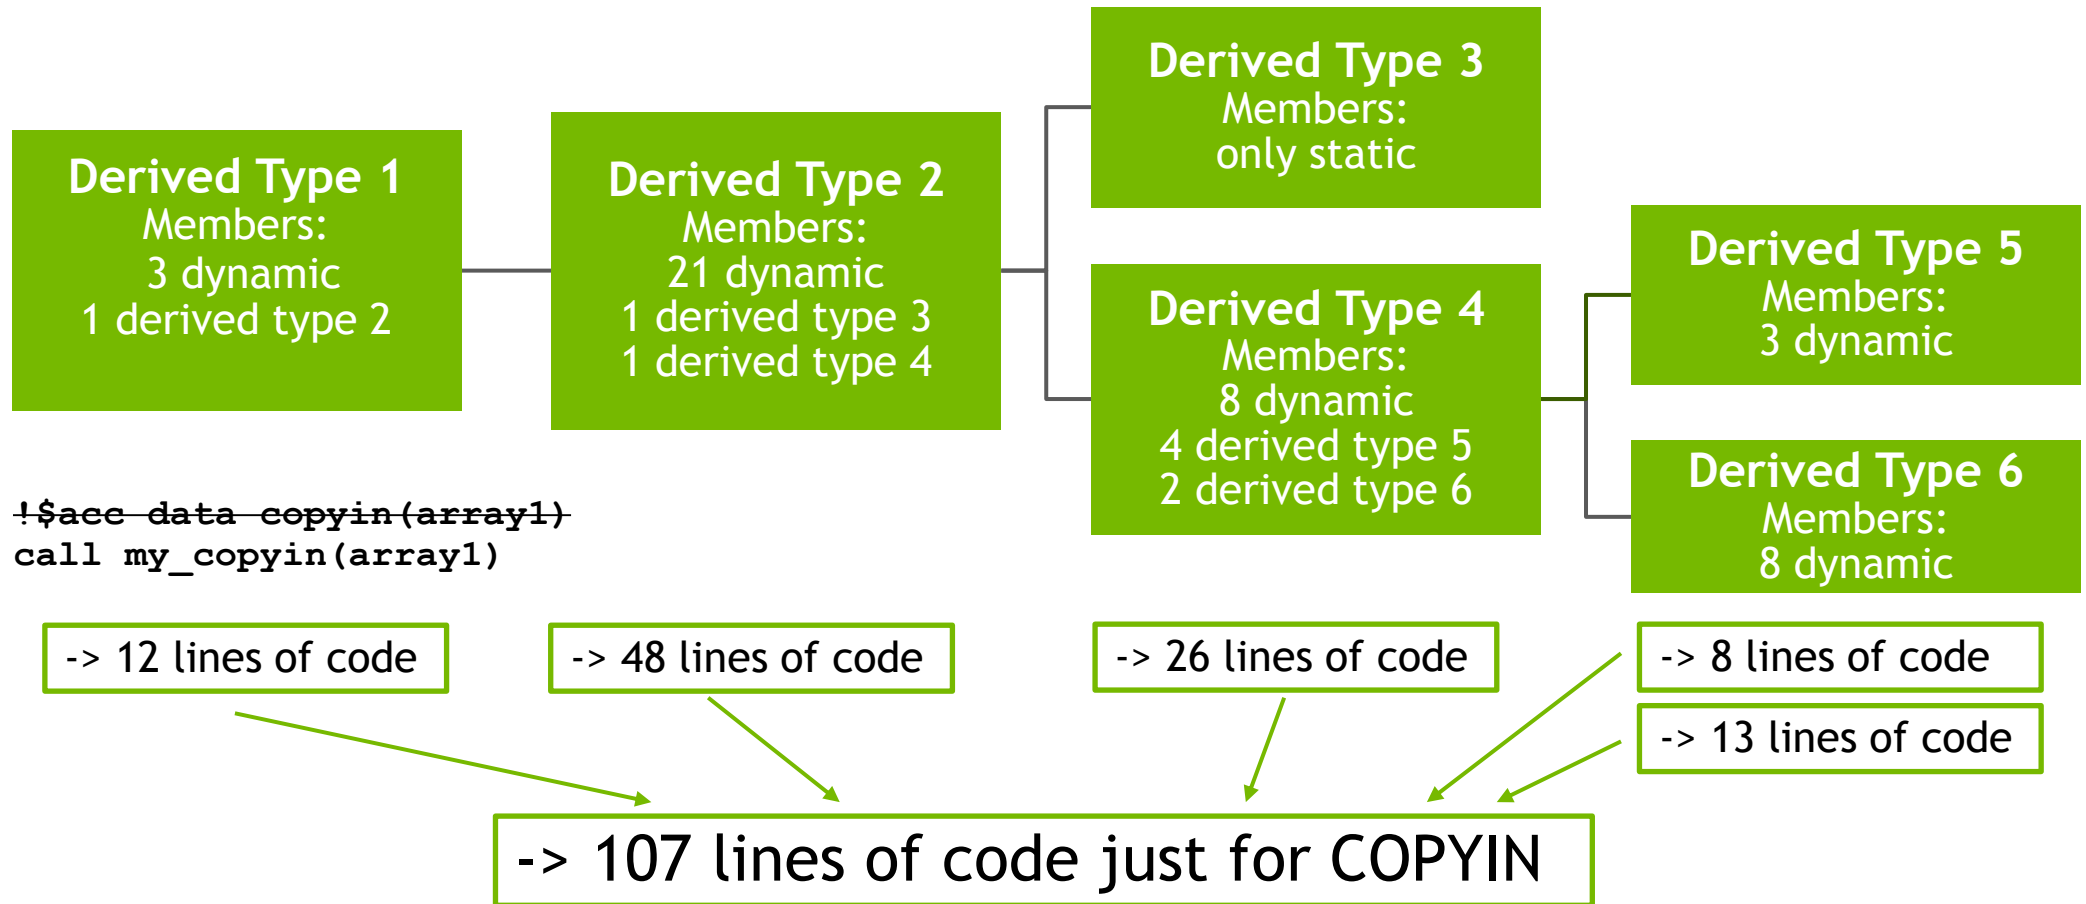 Derived Type 1
Members:
3 dynamic
1 derived type 2
Derived Type 2
Members:
21 dynamic
1 derived type 3
1 derived type 4
Derived Type 3
Members:
only static
Derived Type 4
Members:
8 dynamic
4 derived type 5
2 derived type 6
Derived Type 5
Members:
3 dynamic
Derived Type 6
Members:
8 dynamic
!$acc data copyin(array1)
call my_copyin(array1)
-> 12 lines of code
-> 48 lines of code
-> 26 lines of code
-> 8 lines of code
-> 13 lines of code
-> 107 lines of code just for COPYIN